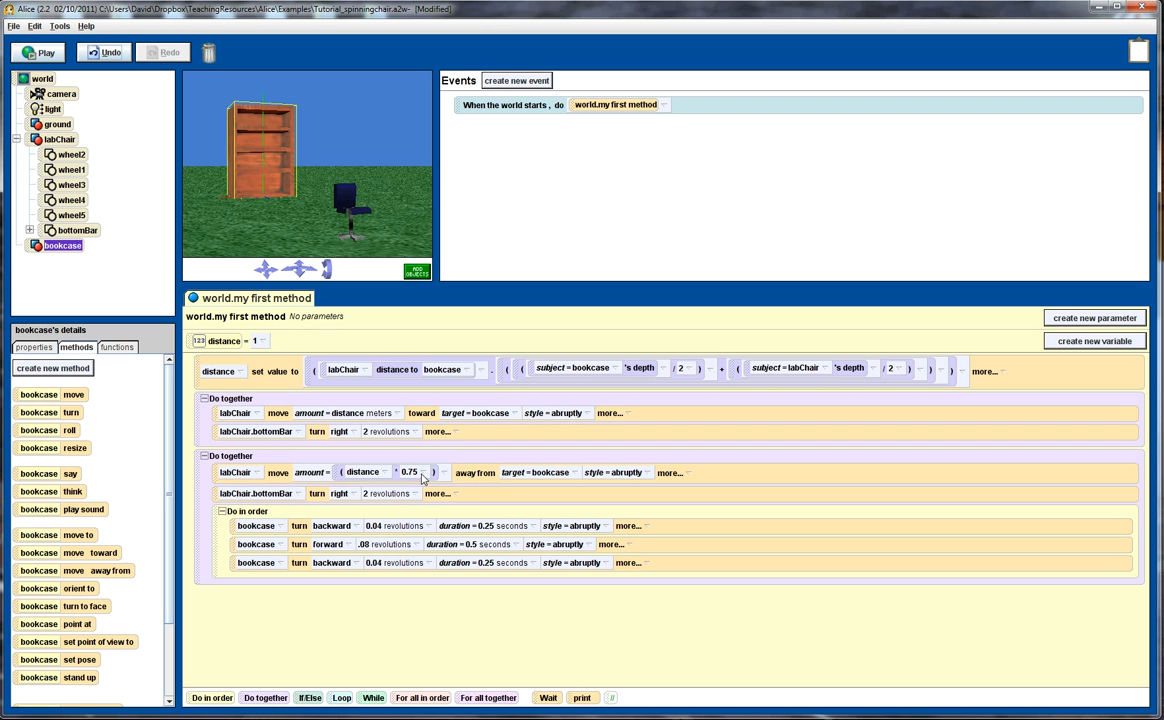 Alice (2.2 02/10/2011) C:\Users\David\Dropbox\TeachingResources\Alice\Examples\Tutorial_spinningchair.a2w- [Modified]
File Edit Tools Help
Play Undo Redo
world
camera
light
ground
labChair
wheel2
wheel1
wheel3
wheel4
wheel5
bottomBar
bookcase
ADD
OBJECTS
Events create new event
When the world starts, do world.my first method
bookcase's details
properties methods functions
create new method
bookcase move
bookcase turn
bookcase roll
bookcase resize
bookcase say
bookcase think
bookcase play sound
bookcase move to
bookcase move toward
bookcase move away from
bookcase orient to
bookcase turn to face
bookcase point at
bookcase set point of view to
bookcase set pose
bookcase stand up
world.my first method
world.my first method No parameters
create new parameter
123 distance = 1
create new variable
distance set value to ( labChair distance to bookcase - ( ( subject = bookcase 's depth / 2 ) + ( subject = labChair 's depth / 2 ) ) ) more...
Do together
labChair move amount = distance meters toward target = bookcase style = abruptly more...
labChair.bottomBar turn right 2 revolutions more...
Do together
labChair move amount = ( distance * 0.75 ) away from target = bookcase style = abruptly more...
labChair.bottomBar turn right 2 revolutions more...
Do in order
bookcase turn backward 0.04 revolutions duration = 0.25 seconds style = abruptly more...
bookcase turn forward .08 revolutions duration = 0.5 seconds style = abruptly more...
bookcase turn backward 0.04 revolutions duration = 0.25 seconds style = abruptly more...
Do in order Do together If/Else Loop While For all in order For all together Wait print //